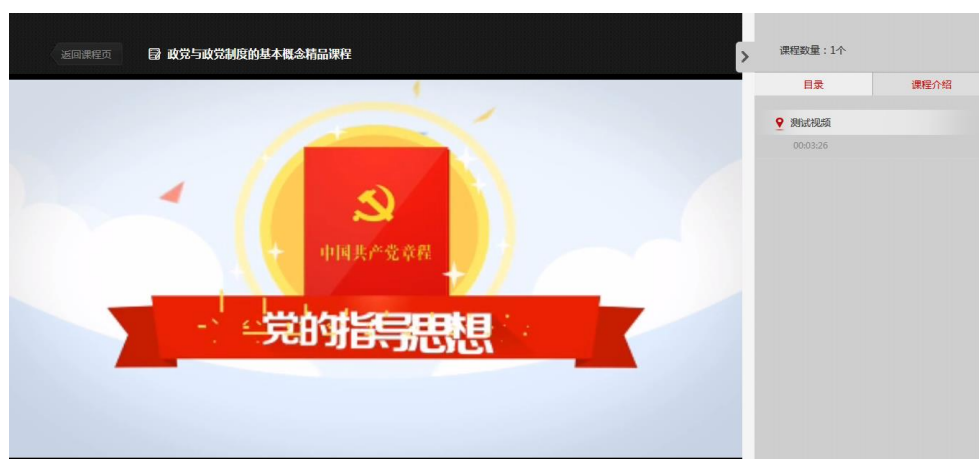 返回课程页
政党与政党制度的基本概念精品课程
中国共产党章程
党的指导思想
课程数量：1个
目录
课程介绍
测试视频
00:03:26